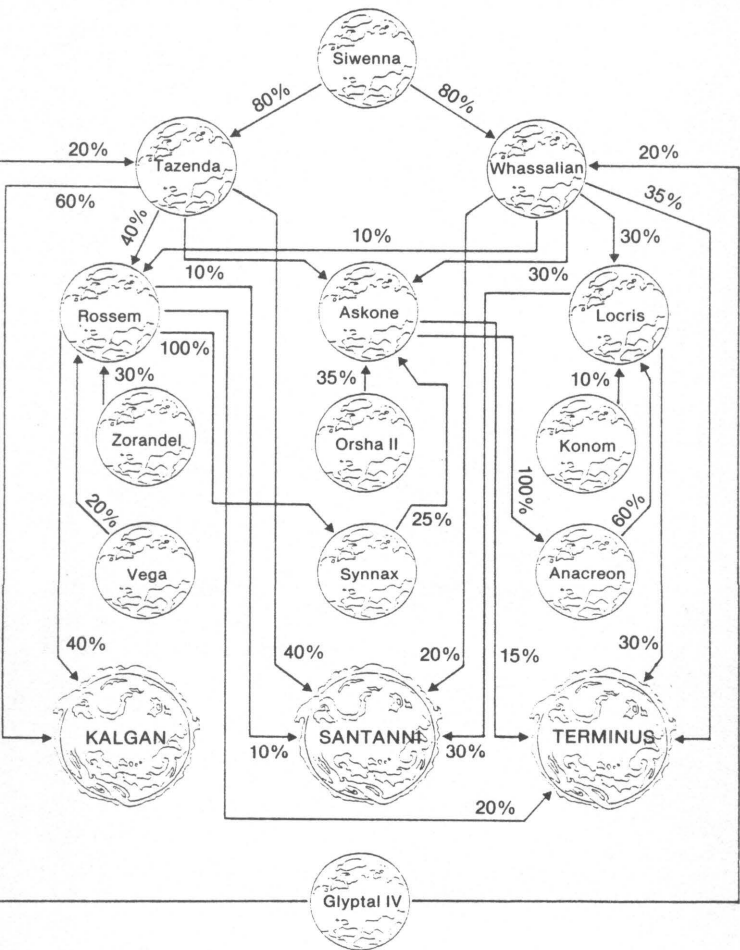 Siwenna
80% 80%
20% Tazenda Whassalian 20%
60% 35%
40% 10% 30%
10% 30%
Rossem Askone Locris
100%
30% 35% 10%
Zorandel Orsha II Konom
20% 25% 100% 60%
Vega Synnax Anacreon
40% 40% 20% 15% 30%
KALGAN SANTANNI TERMINUS
10% 30%
20%
Glyptal IV